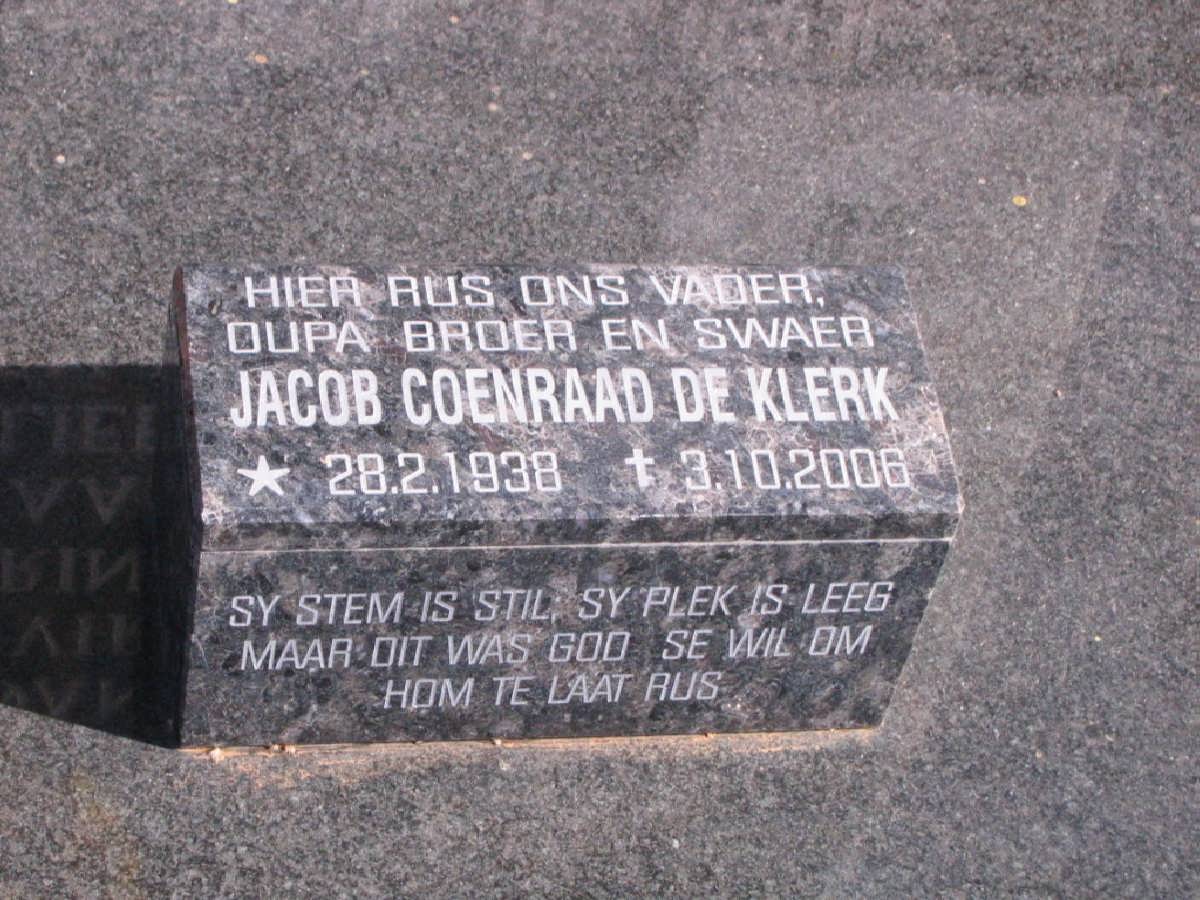 HIER RUS ONS VADER,
OUPA BROER EN SWAER
JACOB COENRAAD DE KLERK
★ 28.2.1938 ✝ 3.10.2006
SY STEM IS STIL, SY PLEK IS LEEG
MAAR DIT WAS GOD SE WIL OM
HOM TE LAAT RUS